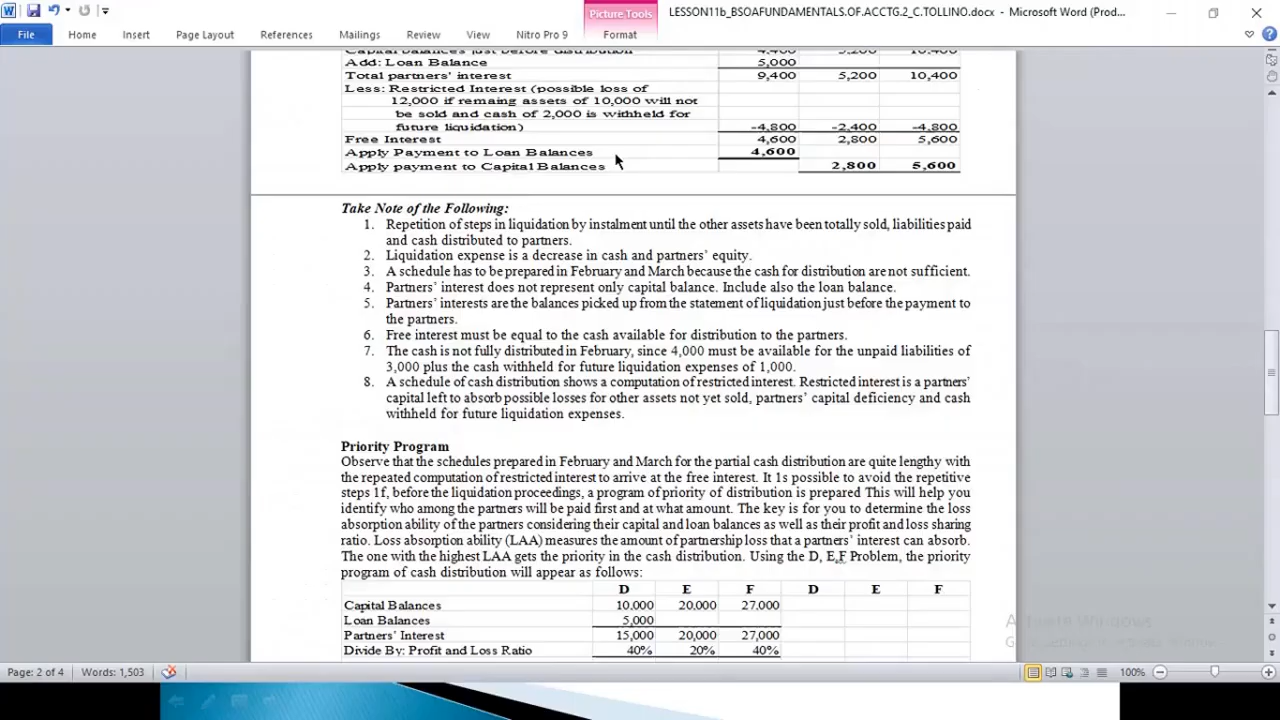 Picture Tools
LESSON11b_BSOAFUNDAMENTALS.OF.ACCTG.2_C.TOLLINO.docx - Microsoft Word (Prod...
File Home Insert Page Layout References Mailings Review View Nitro Pro 9 Format
Capital balances just before distribution 4,400 5,200 10,400
Add: Loan Balance 5,000
Total partners' interest 9,400 5,200 10,400
Less: Restricted Interest (possible loss of
12,000 if remaing assets of 10,000 will not
be sold and cash of 2,000 is withheld for
future liquidation) -4,800 -2,400 -4,800
Free Interest 4,600 2,800 5,600
Apply Payment to Loan Balances 4,600
Apply payment to Capital Balances 2,800 5,600
Take Note of the Following:
1. Repetition of steps in liquidation by instalment until the other assets have been totally sold, liabilities paid
and cash distributed to partners.
2. Liquidation expense is a decrease in cash and partners' equity.
3. A schedule has to be prepared in February and March because the cash for distribution are not sufficient.
4. Partners' interest does not represent only capital balance. Include also the loan balance.
5. Partners' interests are the balances picked up from the statement of liquidation just before the payment to
the partners.
6. Free interest must be equal to the cash available for distribution to the partners.
7. The cash is not fully distributed in February, since 4,000 must be available for the unpaid liabilities of
3,000 plus the cash withheld for future liquidation expenses of 1,000.
8. A schedule of cash distribution shows a computation of restricted interest. Restricted interest is a partners'
capital left to absorb possible losses for other assets not yet sold, partners' capital deficiency and cash
withheld for future liquidation expenses.
Priority Program
Observe that the schedules prepared in February and March for the partial cash distribution are quite lengthy with
the repeated computation of restricted interest to arrive at the free interest. It 1s possible to avoid the repetitive
steps 1f, before the liquidation proceedings, a program of priority of distribution is prepared This will help you
identify who among the partners will be paid first and at what amount. The key is for you to determine the loss
absorption ability of the partners considering their capital and loan balances as well as their profit and loss sharing
ratio. Loss absorption ability (LAA) measures the amount of partnership loss that a partners' interest can absorb.
The one with the highest LAA gets the priority in the cash distribution. Using the D, E,F Problem, the priority
program of cash distribution will appear as follows:
D E F D E F
Capital Balances 10,000 20,000 27,000
Loan Balances 5,000
Partners' Interest 15,000 20,000 27,000
Divide By: Profit and Loss Ratio 40% 20% 40%
Activate Windows
Page: 2 of 4 Words: 1,503 100%